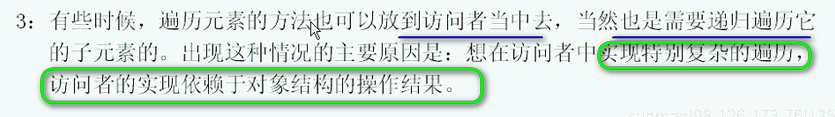 3：有些时候，遍历元素的方法也可以放到访问者当中去，当然也是需要递归遍历它
的子元素的。出现这种情况的主要原因是：想在访问者中实现特别复杂的遍历，
访问者的实现依赖于对象结构的操作结果。